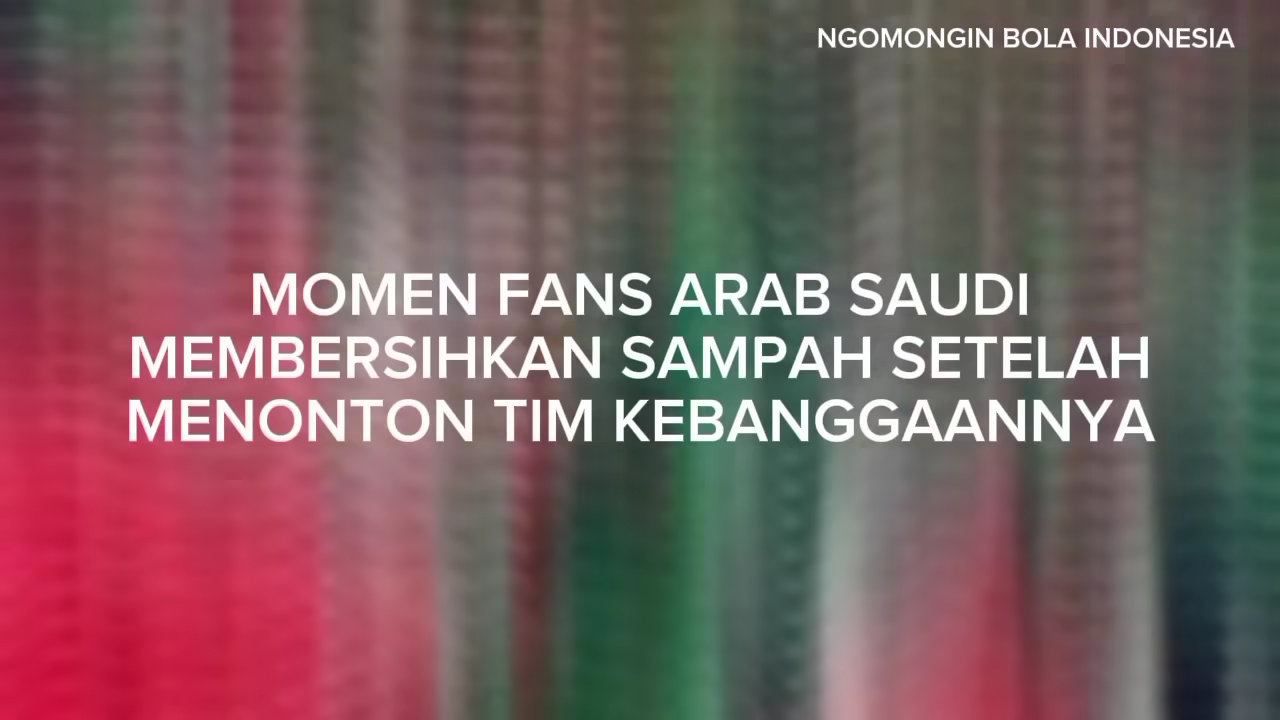 NGOMONGIN BOLA INDONESIA
MOMEN FANS ARAB SAUDI
MEMBERSIHKAN SAMPAH SETELAH
MENONTON TIM KEBANGGAANNYA